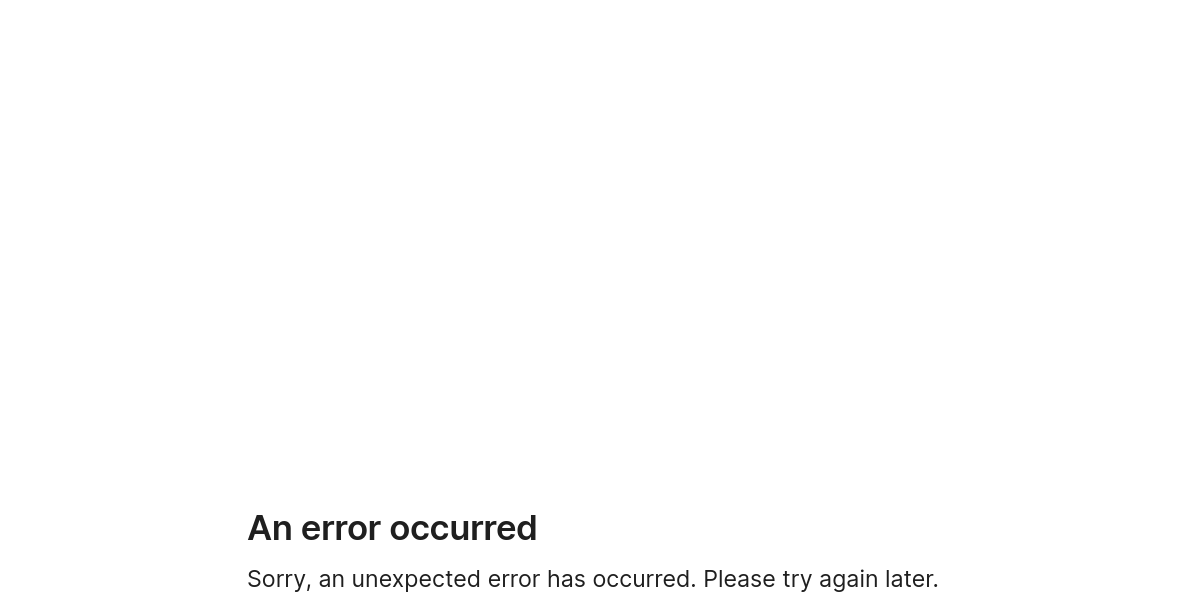 An error occurred
Sorry, an unexpected error has occurred. Please try again later.